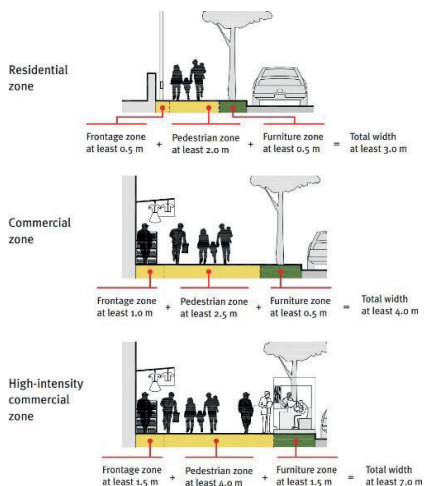 Residential
zone
Frontage zone
at least 0.5 m
+
Pedestrian zone
at least 2.0 m
+
Furniture zone
at least 0.5 m
=
Total width
at least 3.0 m
Commercial
zone
Frontage zone
at least 1.0 m
+
Pedestrian zone
at least 2.5 m
+
Furniture zone
at least 0.5 m
=
Total width
at least 4.0 m
High-intensity
commercial
zone
Frontage zone
at least 1.5 m
+
Pedestrian zone
at least 4.0 m
+
Furniture zone
at least 1.5 m
=
Total width
at least 7.0 m